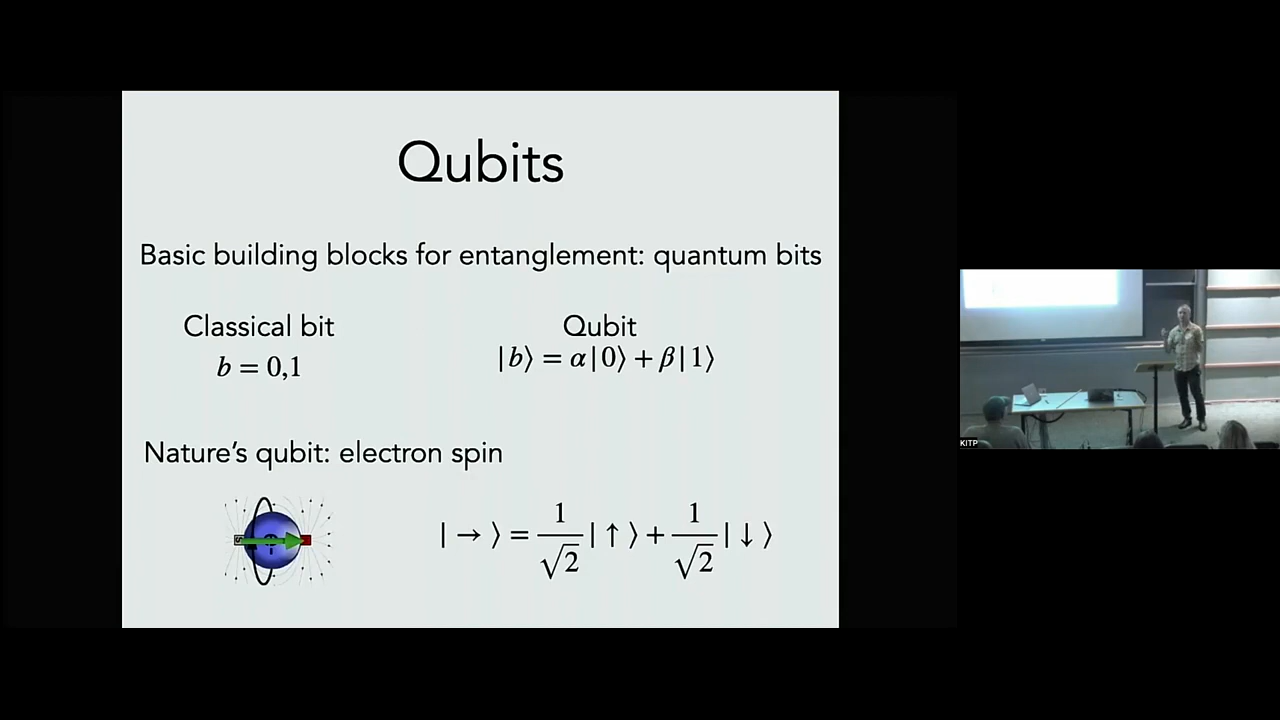 Qubits
Basic building blocks for entanglement: quantum bits
Classical bit
b = 0,1
Qubit
|b⟩ = α|0⟩ + β|1⟩
Nature's qubit: electron spin
|→⟩ = 1/√2 |↑⟩ + 1/√2 |↓⟩
KITP